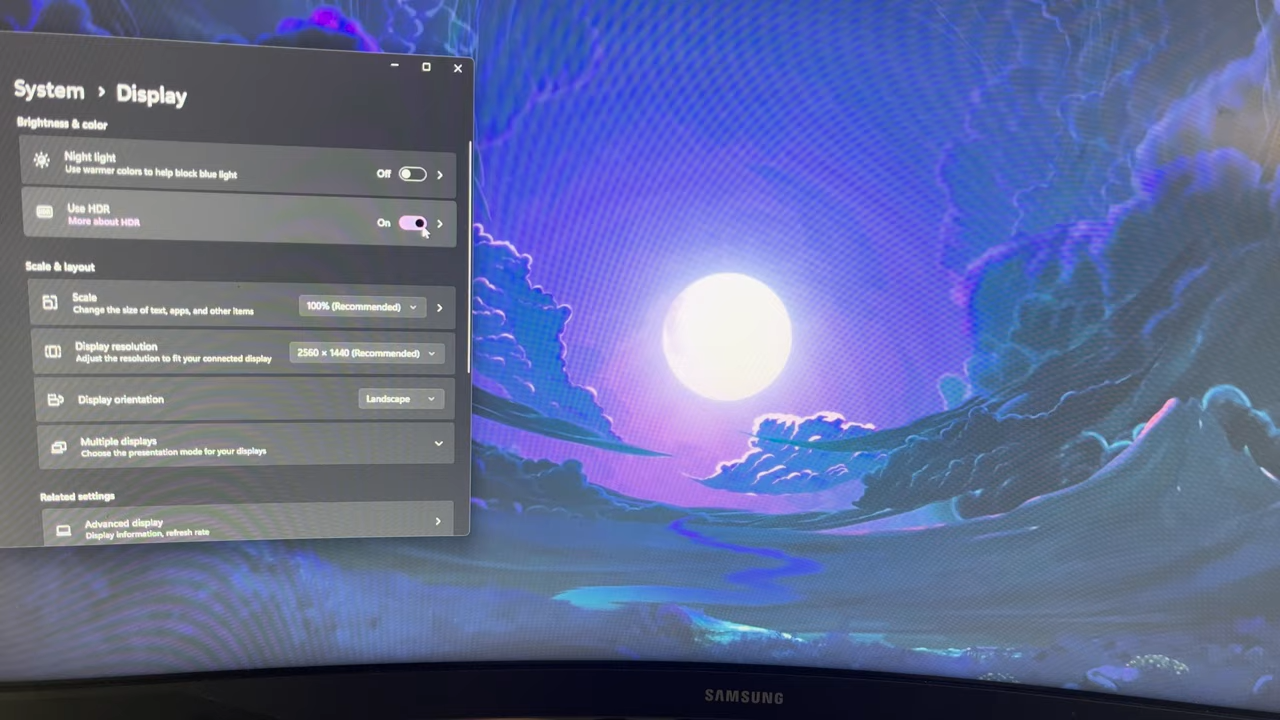 System > Display
Brightness & color
Night light
Use warmer colors to help block blue light
Off
Use HDR
More about HDR
On
Scale & layout
Scale
Change the size of text, apps, and other items
100% (Recommended)
Display resolution
Adjust the resolution to fit your connected display
2560 × 1440 (Recommended)
Display orientation
Landscape
Multiple displays
Choose the presentation mode for your displays
Related settings
Advanced display
Display information, refresh rate
SAMSUNG